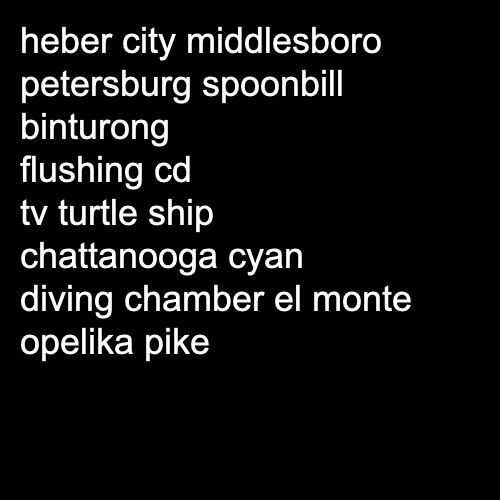 heber city middlesboro
petersburg spoonbill
binturong
flushing cd
tv turtle ship
chattanooga cyan
diving chamber el monte
opelika pike